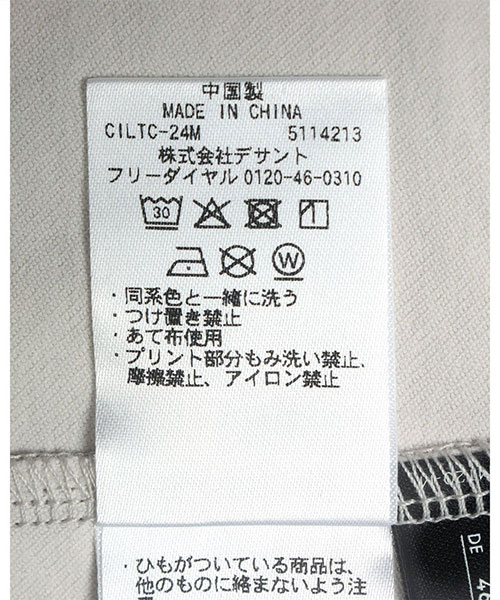 中国製
MADE IN CHINA
CILTC-24M 5114213
株式会社デサント
フリーダイヤル 0120-46-0310
30
W
・同系色と一緒に洗う
・つけ置き禁止
・あて布使用
・プリント部分もみ洗い禁止、
摩擦禁止、アイロン禁止
・ひもがついている商品は、
他のものに絡まないよう注
DE 46